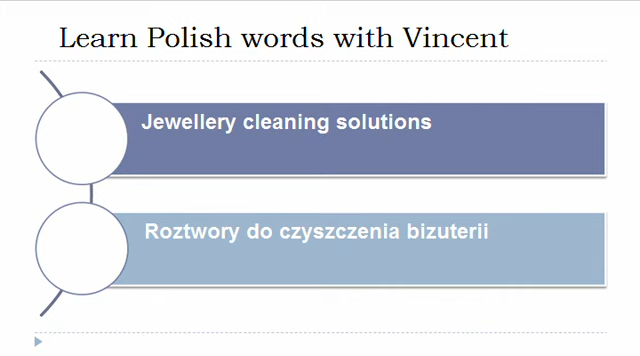 Learn Polish words with Vincent
Jewellery cleaning solutions
Roztwory do czyszczenia bizuterii